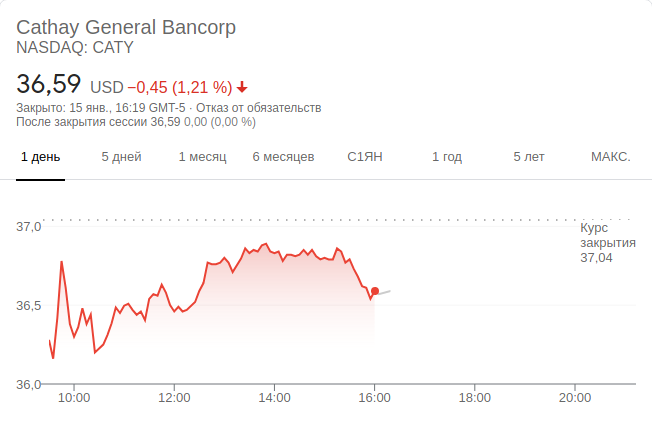 Cathay General Bancorp
NASDAQ: CATY
36,59 USD −0,45 (1,21 %)
Закрыто: 15 янв., 16:19 GMT-5 · Отказ от обязательств
После закрытия сессии 36,59 0,00 (0,00 %)
1 день 5 дней 1 месяц 6 месяцев С1ЯН 1 год 5 лет МАКС.
37,0
Курс
закрытия
37,04
36,5
36,0
10:00 12:00 14:00 16:00 18:00 20:00